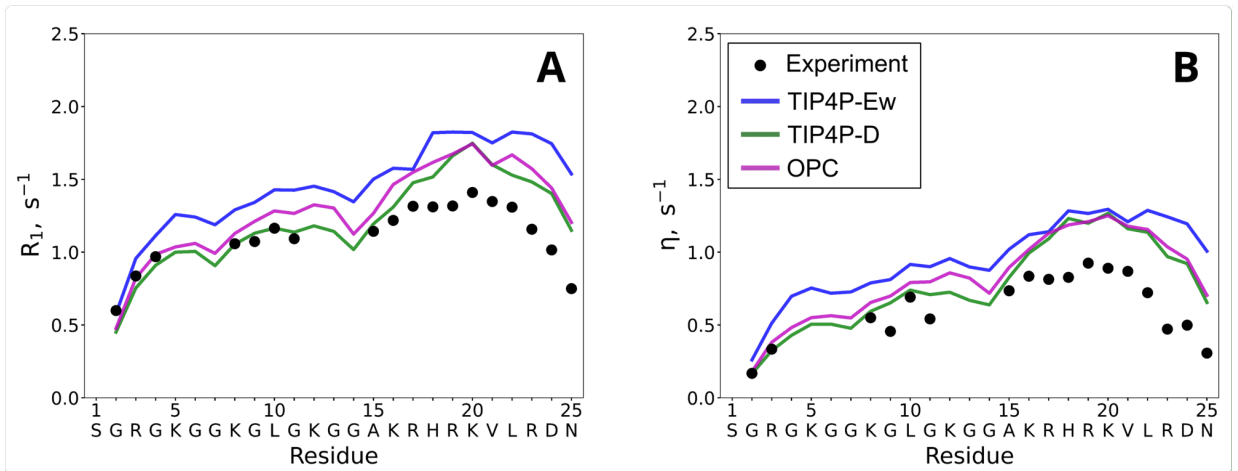 A
2.5
2.0
1.5
1.0
0.5
0.0
R₁, s⁻¹
1 5 10 15 20 25
S G R G K G G K G L G K G G A K R H R K V L R D N
Residue
B
Experiment
TIP4P-Ew
TIP4P-D
OPC
2.5
2.0
1.5
1.0
0.5
0.0
η, s⁻¹
1 5 10 15 20 25
S G R G K G G K G L G K G G A K R H R K V L R D N
Residue